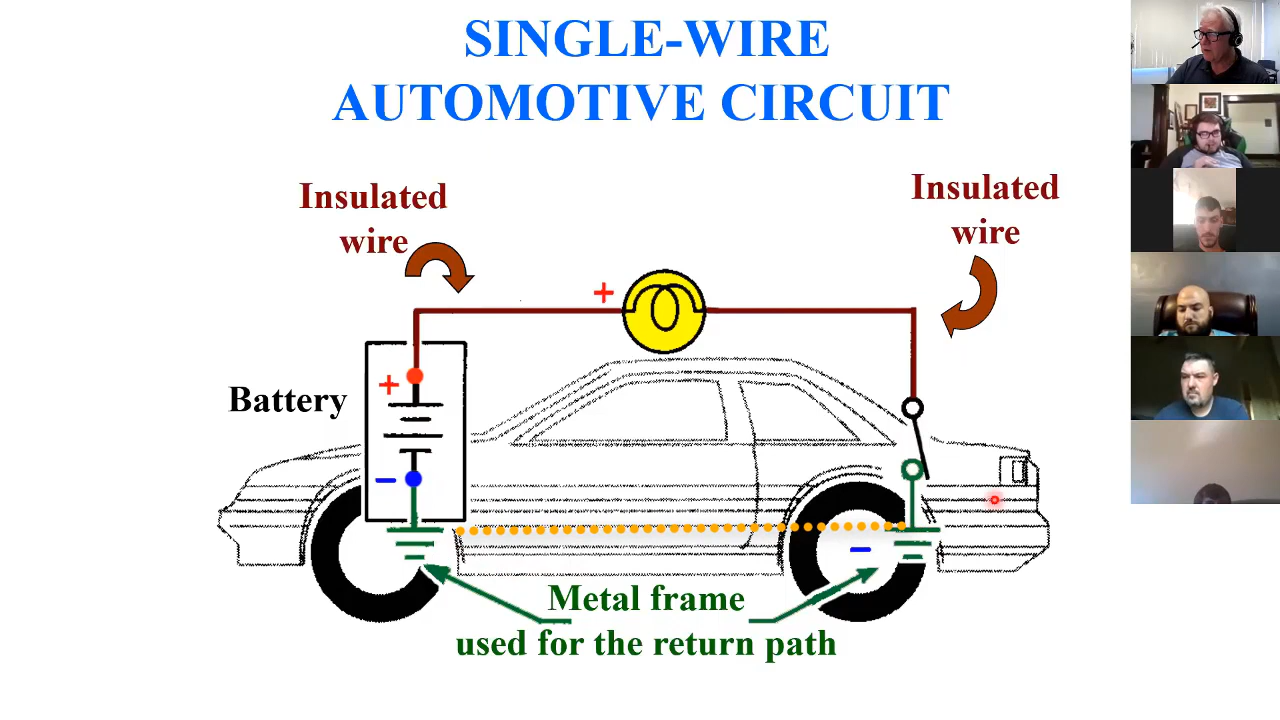 SINGLE-WIRE
AUTOMOTIVE CIRCUIT
Insulated
wire
Insulated
wire
+
+
Battery
−
−
Metal frame
used for the return path